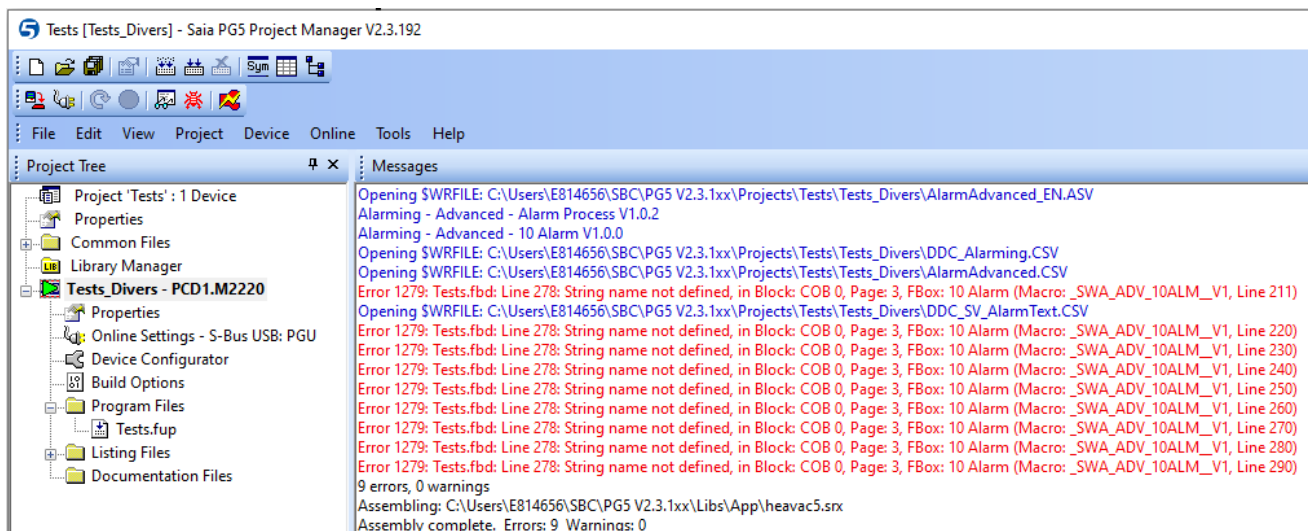 Tests [Tests_Divers] - Saia PG5 Project Manager V2.3.192
Sym
File Edit View Project Device Online Tools Help
Project Tree
Project 'Tests' : 1 Device
Properties
Common Files
LIB Library Manager
Tests_Divers - PCD1.M2220
Properties
Online Settings - S-Bus USB: PGU
Device Configurator
Build Options
Program Files
Tests.fup
Listing Files
Documentation Files
Messages
Opening $WRFILE: C:\Users\E814656\SBC\PG5 V2.3.1xx\Projects\Tests\Tests_Divers\AlarmAdvanced_EN.ASV
Alarming - Advanced - Alarm Process V1.0.2
Alarming - Advanced - 10 Alarm V1.0.0
Opening $WRFILE: C:\Users\E814656\SBC\PG5 V2.3.1xx\Projects\Tests\Tests_Divers\DDC_Alarming.CSV
Opening $WRFILE: C:\Users\E814656\SBC\PG5 V2.3.1xx\Projects\Tests\Tests_Divers\AlarmAdvanced.CSV
Error 1279: Tests.fbd: Line 278: String name not defined, in Block: COB 0, Page: 3, FBox: 10 Alarm (Macro: _SWA_ADV_10ALM__V1, Line 211)
Opening $WRFILE: C:\Users\E814656\SBC\PG5 V2.3.1xx\Projects\Tests\Tests_Divers\DDC_SV_AlarmText.CSV
Error 1279: Tests.fbd: Line 278: String name not defined, in Block: COB 0, Page: 3, FBox: 10 Alarm (Macro: _SWA_ADV_10ALM__V1, Line 220)
Error 1279: Tests.fbd: Line 278: String name not defined, in Block: COB 0, Page: 3, FBox: 10 Alarm (Macro: _SWA_ADV_10ALM__V1, Line 230)
Error 1279: Tests.fbd: Line 278: String name not defined, in Block: COB 0, Page: 3, FBox: 10 Alarm (Macro: _SWA_ADV_10ALM__V1, Line 240)
Error 1279: Tests.fbd: Line 278: String name not defined, in Block: COB 0, Page: 3, FBox: 10 Alarm (Macro: _SWA_ADV_10ALM__V1, Line 250)
Error 1279: Tests.fbd: Line 278: String name not defined, in Block: COB 0, Page: 3, FBox: 10 Alarm (Macro: _SWA_ADV_10ALM__V1, Line 260)
Error 1279: Tests.fbd: Line 278: String name not defined, in Block: COB 0, Page: 3, FBox: 10 Alarm (Macro: _SWA_ADV_10ALM__V1, Line 270)
Error 1279: Tests.fbd: Line 278: String name not defined, in Block: COB 0, Page: 3, FBox: 10 Alarm (Macro: _SWA_ADV_10ALM__V1, Line 280)
Error 1279: Tests.fbd: Line 278: String name not defined, in Block: COB 0, Page: 3, FBox: 10 Alarm (Macro: _SWA_ADV_10ALM__V1, Line 290)
9 errors, 0 warnings
Assembling: C:\Users\E814656\SBC\PG5 V2.3.1xx\Libs\App\heavac5.srx
Assembly complete. Errors: 9 Warnings: 0